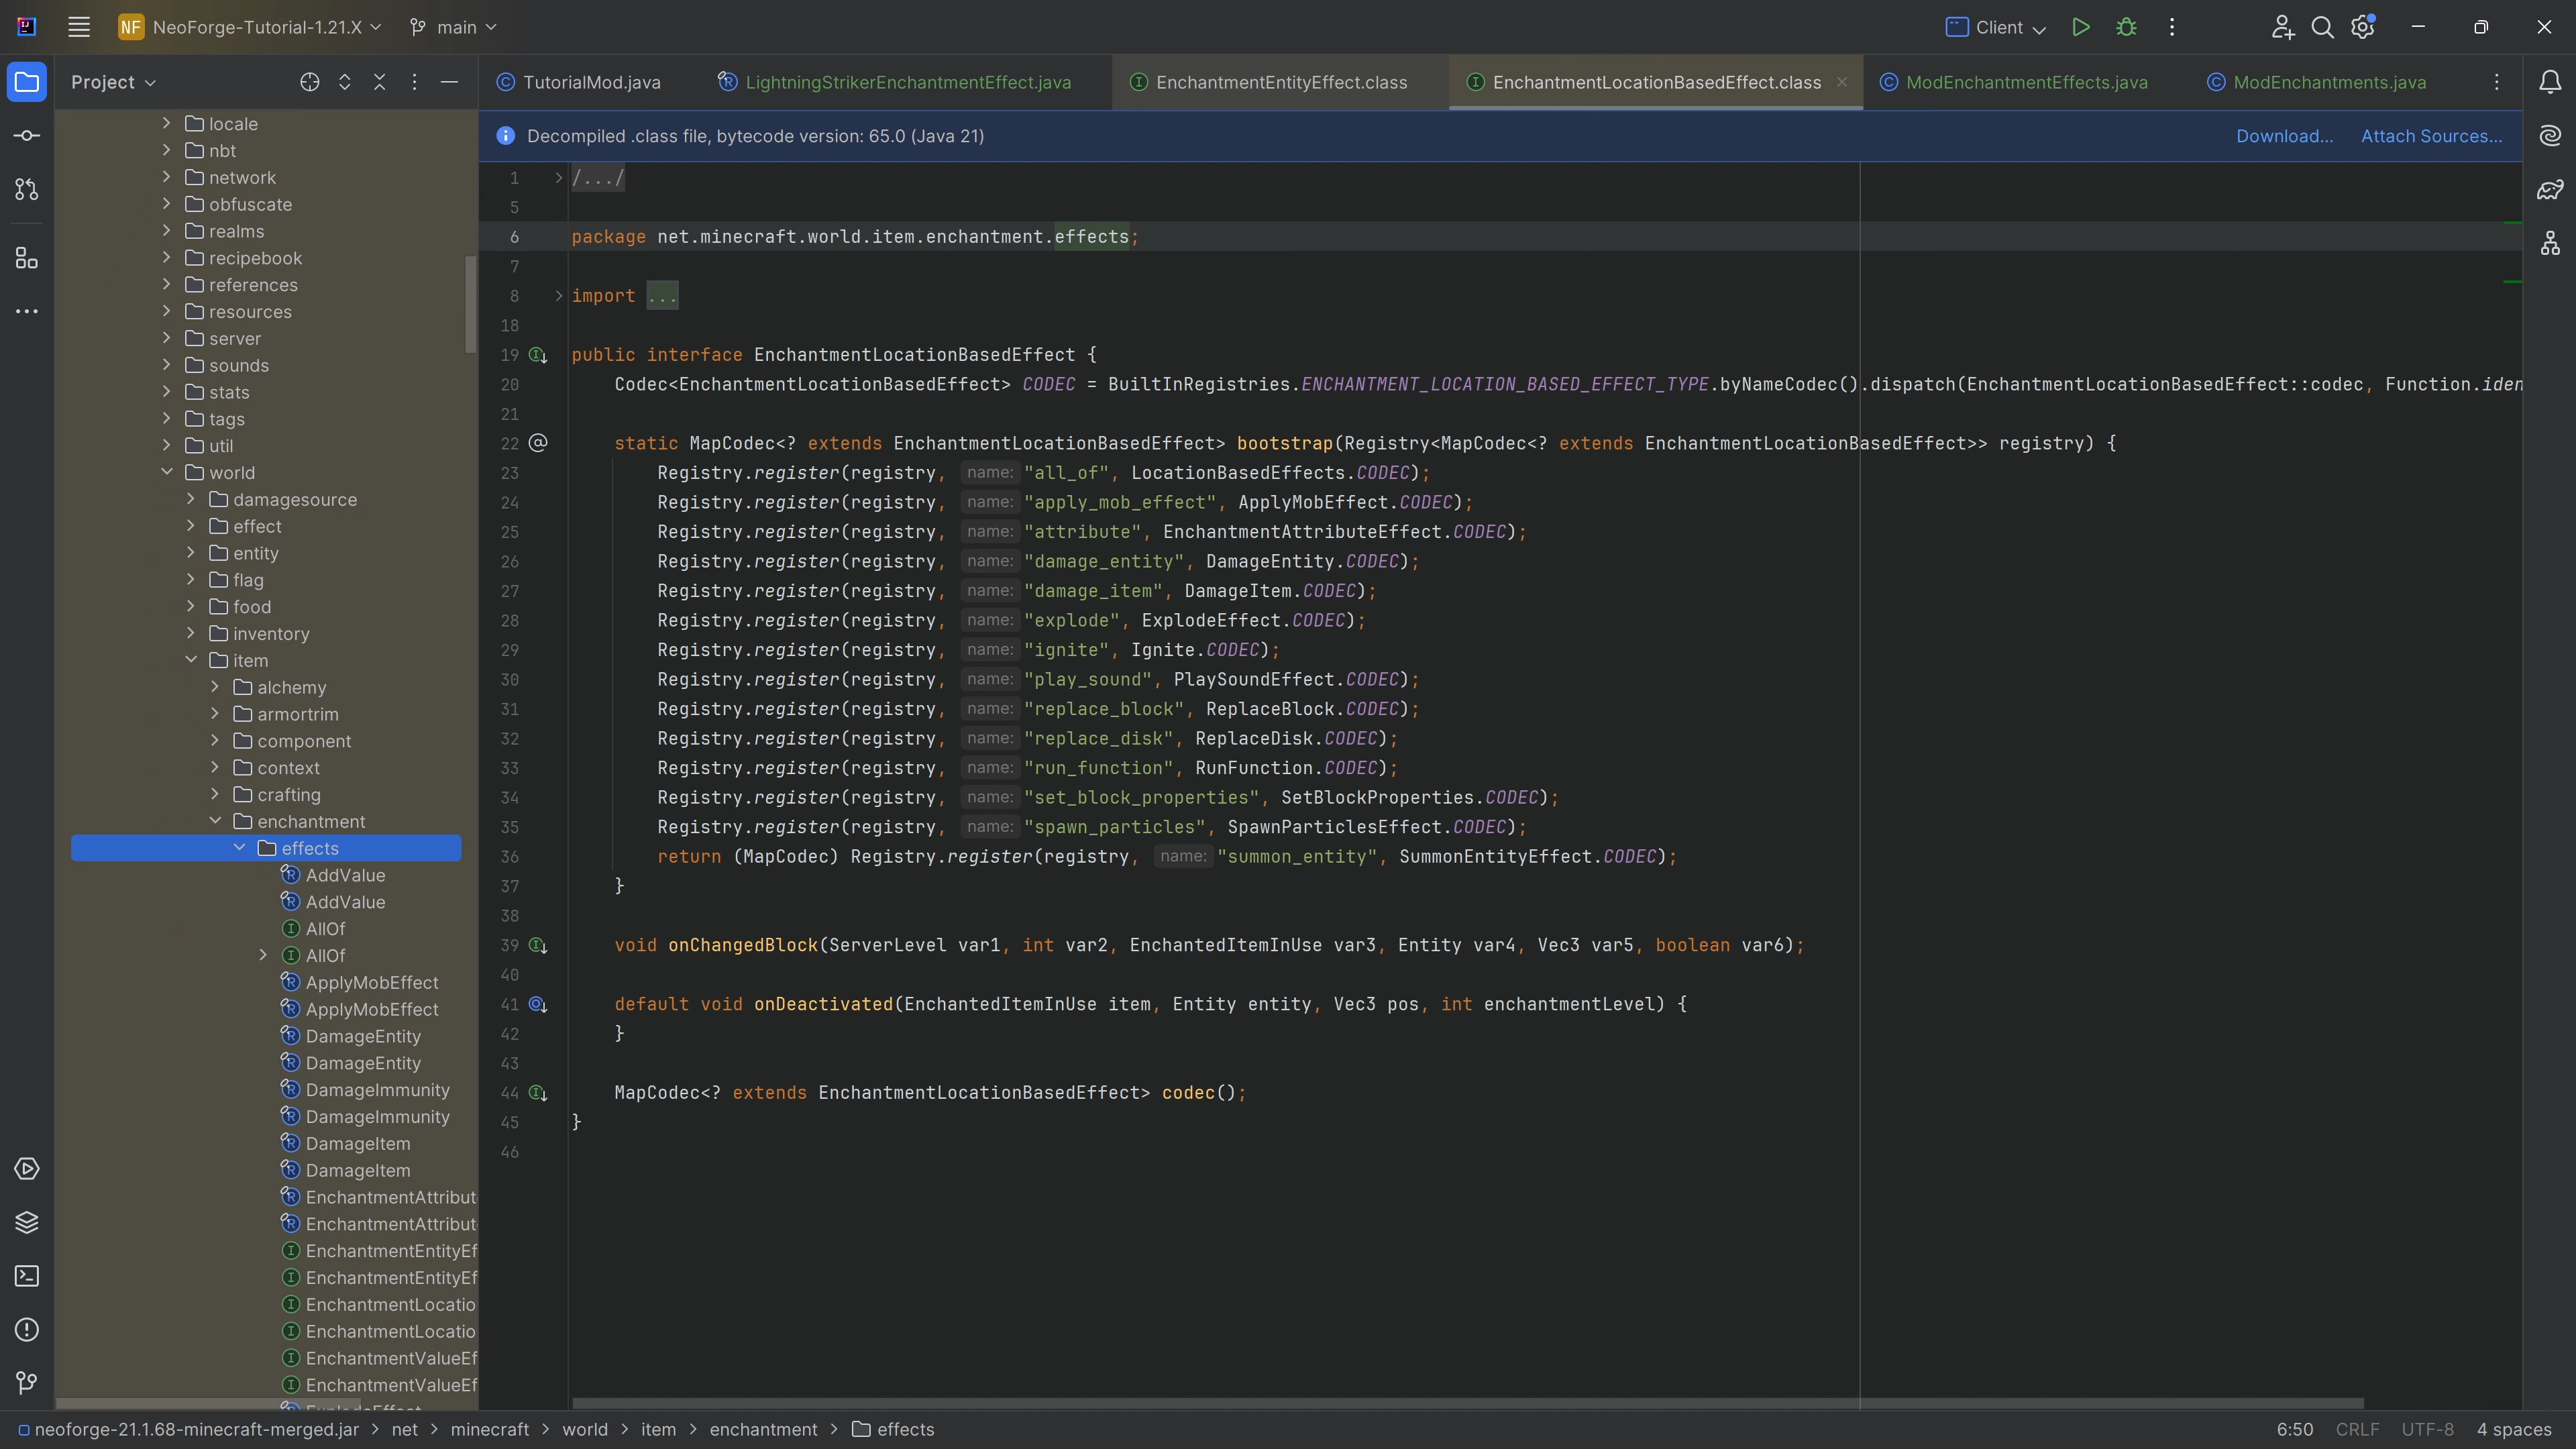 NF NeoForge-Tutorial-1.21.X main Client
Project
TutorialMod.java LightningStrikerEnchantmentEffect.java EnchantmentEntityEffect.class EnchantmentLocationBasedEffect.class ModEnchantmentEffects.java ModEnchantments.java
Decompiled .class file, bytecode version: 65.0 (Java 21) Download... Attach Sources...
locale
nbt
network
obfuscate
realms
recipebook
references
resources
server
sounds
stats
tags
util
world
damagesource
effect
entity
flag
food
inventory
item
alchemy
armortrim
component
context
crafting
enchantment
effects
AddValue
AddValue
AllOf
AllOf
ApplyMobEffect
ApplyMobEffect
DamageEntity
DamageEntity
DamageImmunity
DamageImmunity
DamageItem
DamageItem
EnchantmentAttribut
EnchantmentAttribut
EnchantmentEntityEf
EnchantmentEntityEf
EnchantmentLocatio
EnchantmentLocatio
EnchantmentValueEf
EnchantmentValueEf
1 /.../
5
6 package net.minecraft.world.item.enchantment.effects;
7
8 import ...
18
19 public interface EnchantmentLocationBasedEffect {
20 Codec<EnchantmentLocationBasedEffect> CODEC = BuiltInRegistries.ENCHANTMENT_LOCATION_BASED_EFFECT_TYPE.byNameCodec().dispatch(EnchantmentLocationBasedEffect::codec, Function.iden
21
22 static MapCodec<? extends EnchantmentLocationBasedEffect> bootstrap(Registry<MapCodec<? extends EnchantmentLocationBasedEffect>> registry) {
23 Registry.register(registry, name: "all_of", LocationBasedEffects.CODEC);
24 Registry.register(registry, name: "apply_mob_effect", ApplyMobEffect.CODEC);
25 Registry.register(registry, name: "attribute", EnchantmentAttributeEffect.CODEC);
26 Registry.register(registry, name: "damage_entity", DamageEntity.CODEC);
27 Registry.register(registry, name: "damage_item", DamageItem.CODEC);
28 Registry.register(registry, name: "explode", ExplodeEffect.CODEC);
29 Registry.register(registry, name: "ignite", Ignite.CODEC);
30 Registry.register(registry, name: "play_sound", PlaySoundEffect.CODEC);
31 Registry.register(registry, name: "replace_block", ReplaceBlock.CODEC);
32 Registry.register(registry, name: "replace_disk", ReplaceDisk.CODEC);
33 Registry.register(registry, name: "run_function", RunFunction.CODEC);
34 Registry.register(registry, name: "set_block_properties", SetBlockProperties.CODEC);
35 Registry.register(registry, name: "spawn_particles", SpawnParticlesEffect.CODEC);
36 return (MapCodec) Registry.register(registry, name: "summon_entity", SummonEntityEffect.CODEC);
37 }
38
39 void onChangedBlock(ServerLevel var1, int var2, EnchantedItemInUse var3, Entity var4, Vec3 var5, boolean var6);
40
41 default void onDeactivated(EnchantedItemInUse item, Entity entity, Vec3 pos, int enchantmentLevel) {
42 }
43
44 MapCodec<? extends EnchantmentLocationBasedEffect> codec();
45 }
46
neoforge-21.1.68-minecraft-merged.jar > net > minecraft > world > item > enchantment > effects 6:50 CRLF UTF-8 4 spaces